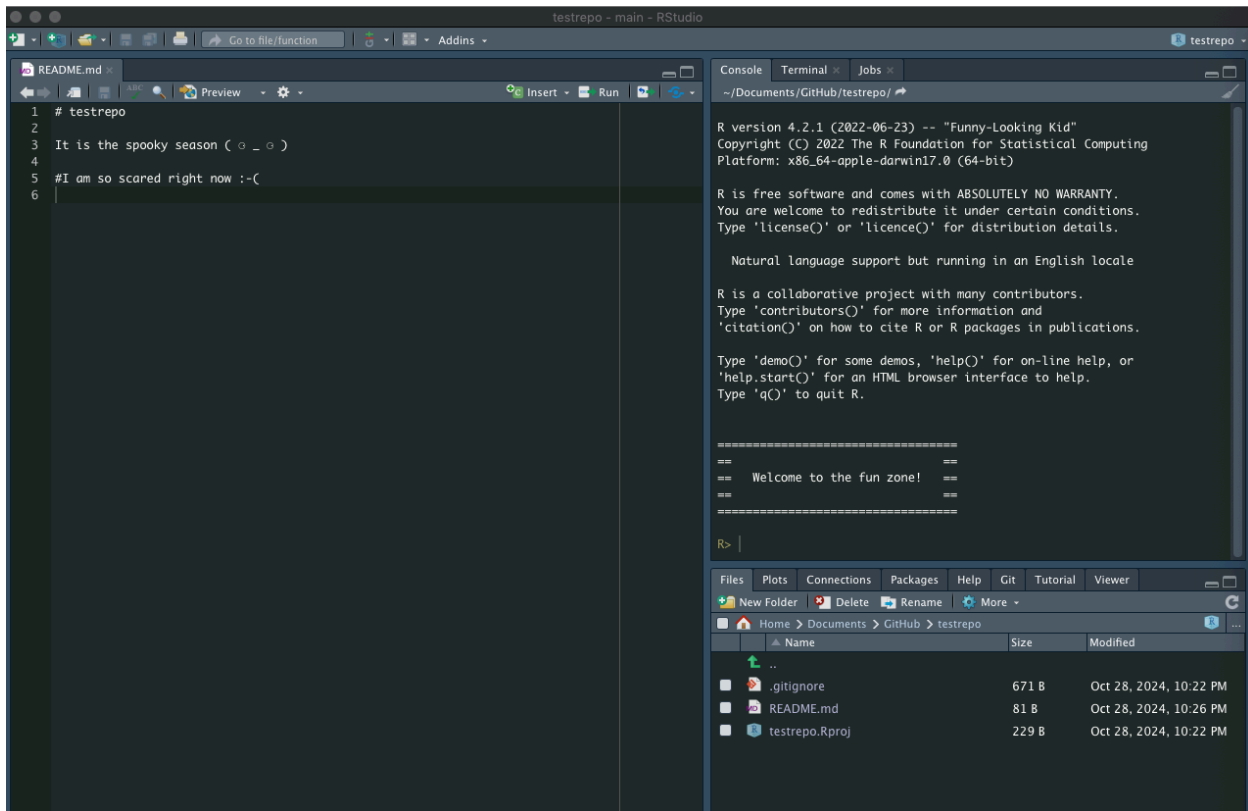 testrepo - main - RStudio
Go to file/function Addins testrepo
README.md
ABC Preview Insert Run
1 # testrepo
2
3 It is the spooky season ( ʘ _ ʘ )
4
5 #I am so scared right now :-(
6
Console Terminal Jobs
~/Documents/GitHub/testrepo/
R version 4.2.1 (2022-06-23) -- "Funny-Looking Kid"
Copyright (C) 2022 The R Foundation for Statistical Computing
Platform: x86_64-apple-darwin17.0 (64-bit)
R is free software and comes with ABSOLUTELY NO WARRANTY.
You are welcome to redistribute it under certain conditions.
Type 'license()' or 'licence()' for distribution details.
Natural language support but running in an English locale
R is a collaborative project with many contributors.
Type 'contributors()' for more information and
'citation()' on how to cite R or R packages in publications.
Type 'demo()' for some demos, 'help()' for on-line help, or
'help.start()' for an HTML browser interface to help.
Type 'q()' to quit R.
==================================
== ==
== Welcome to the fun zone! ==
== ==
==================================
R>
Files Plots Connections Packages Help Git Tutorial Viewer
New Folder Delete Rename More
Home Documents GitHub testrepo ...
Name Size Modified
..
.gitignore 671 B Oct 28, 2024, 10:22 PM
README.md 81 B Oct 28, 2024, 10:26 PM
testrepo.Rproj 229 B Oct 28, 2024, 10:22 PM